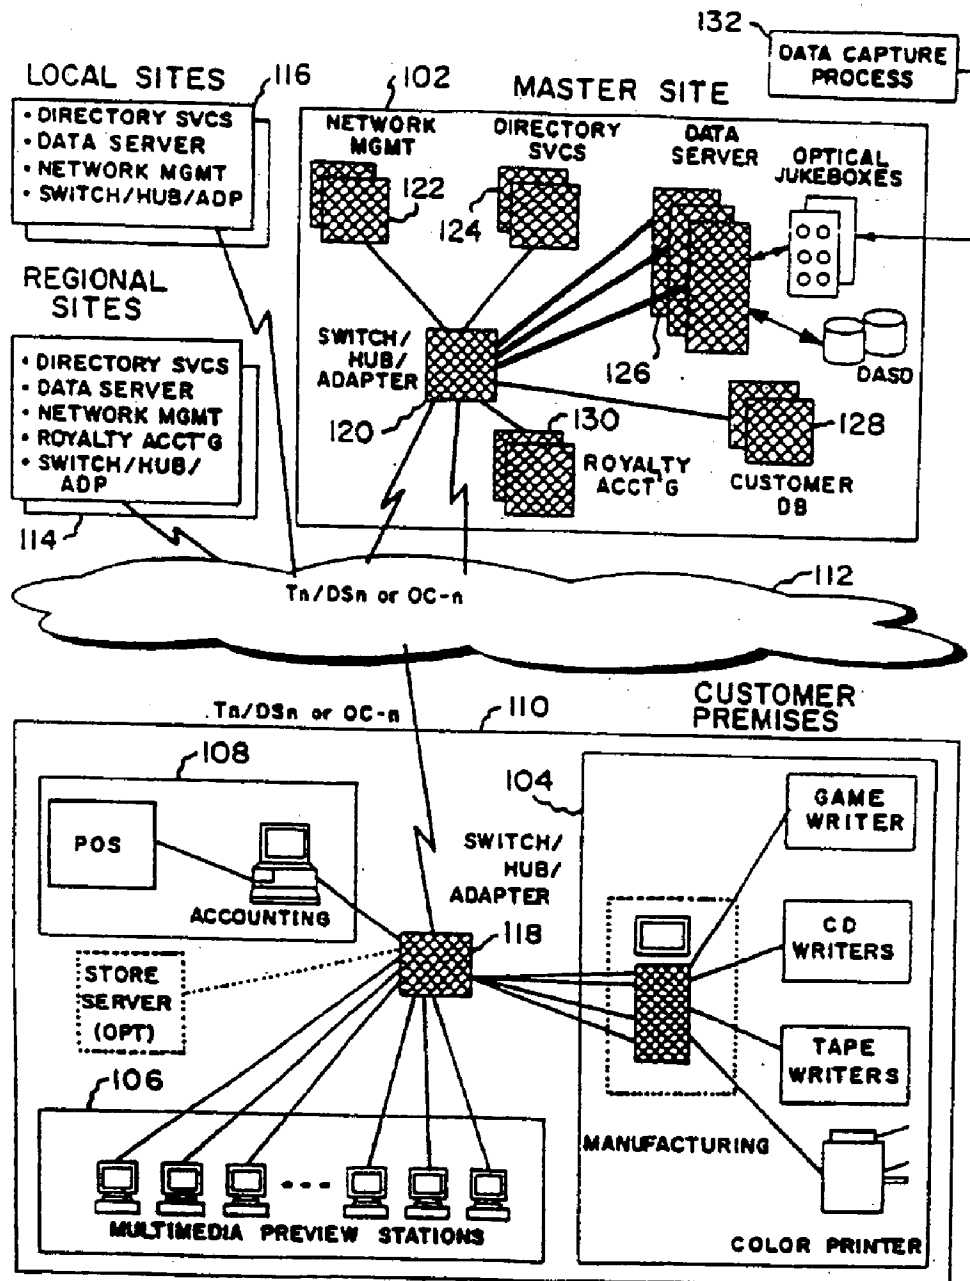 132
DATA CAPTURE
PROCESS
LOCAL SITES
116
• DIRECTORY SVCS
• DATA SERVER
• NETWORK MGMT
• SWITCH/HUB/ADP
102
MASTER SITE
NETWORK
MGMT
122
DIRECTORY
SVCS
124
DATA
SERVER
126
OPTICAL
JUKEBOXES
DASD
REGIONAL
SITES
• DIRECTORY SVCS
• DATA SERVER
• NETWORK MGMT
• ROYALTY ACCT'G
• SWITCH/HUB/
ADP
114
SWITCH/
HUB/
ADAPTER
120
130
ROYALTY
ACCT'G
128
CUSTOMER
DB
112
Tn/DSn or OC-n
Tn/DSn or OC-n
110
CUSTOMER
PREMISES
108
POS
ACCOUNTING
SWITCH/
HUB/
ADAPTER
118
STORE
SERVER
(OPT)
104
GAME
WRITER
CD
WRITERS
TAPE
WRITERS
MANUFACTURING
COLOR PRINTER
106
MULTIMEDIA PREVIEW STATIONS